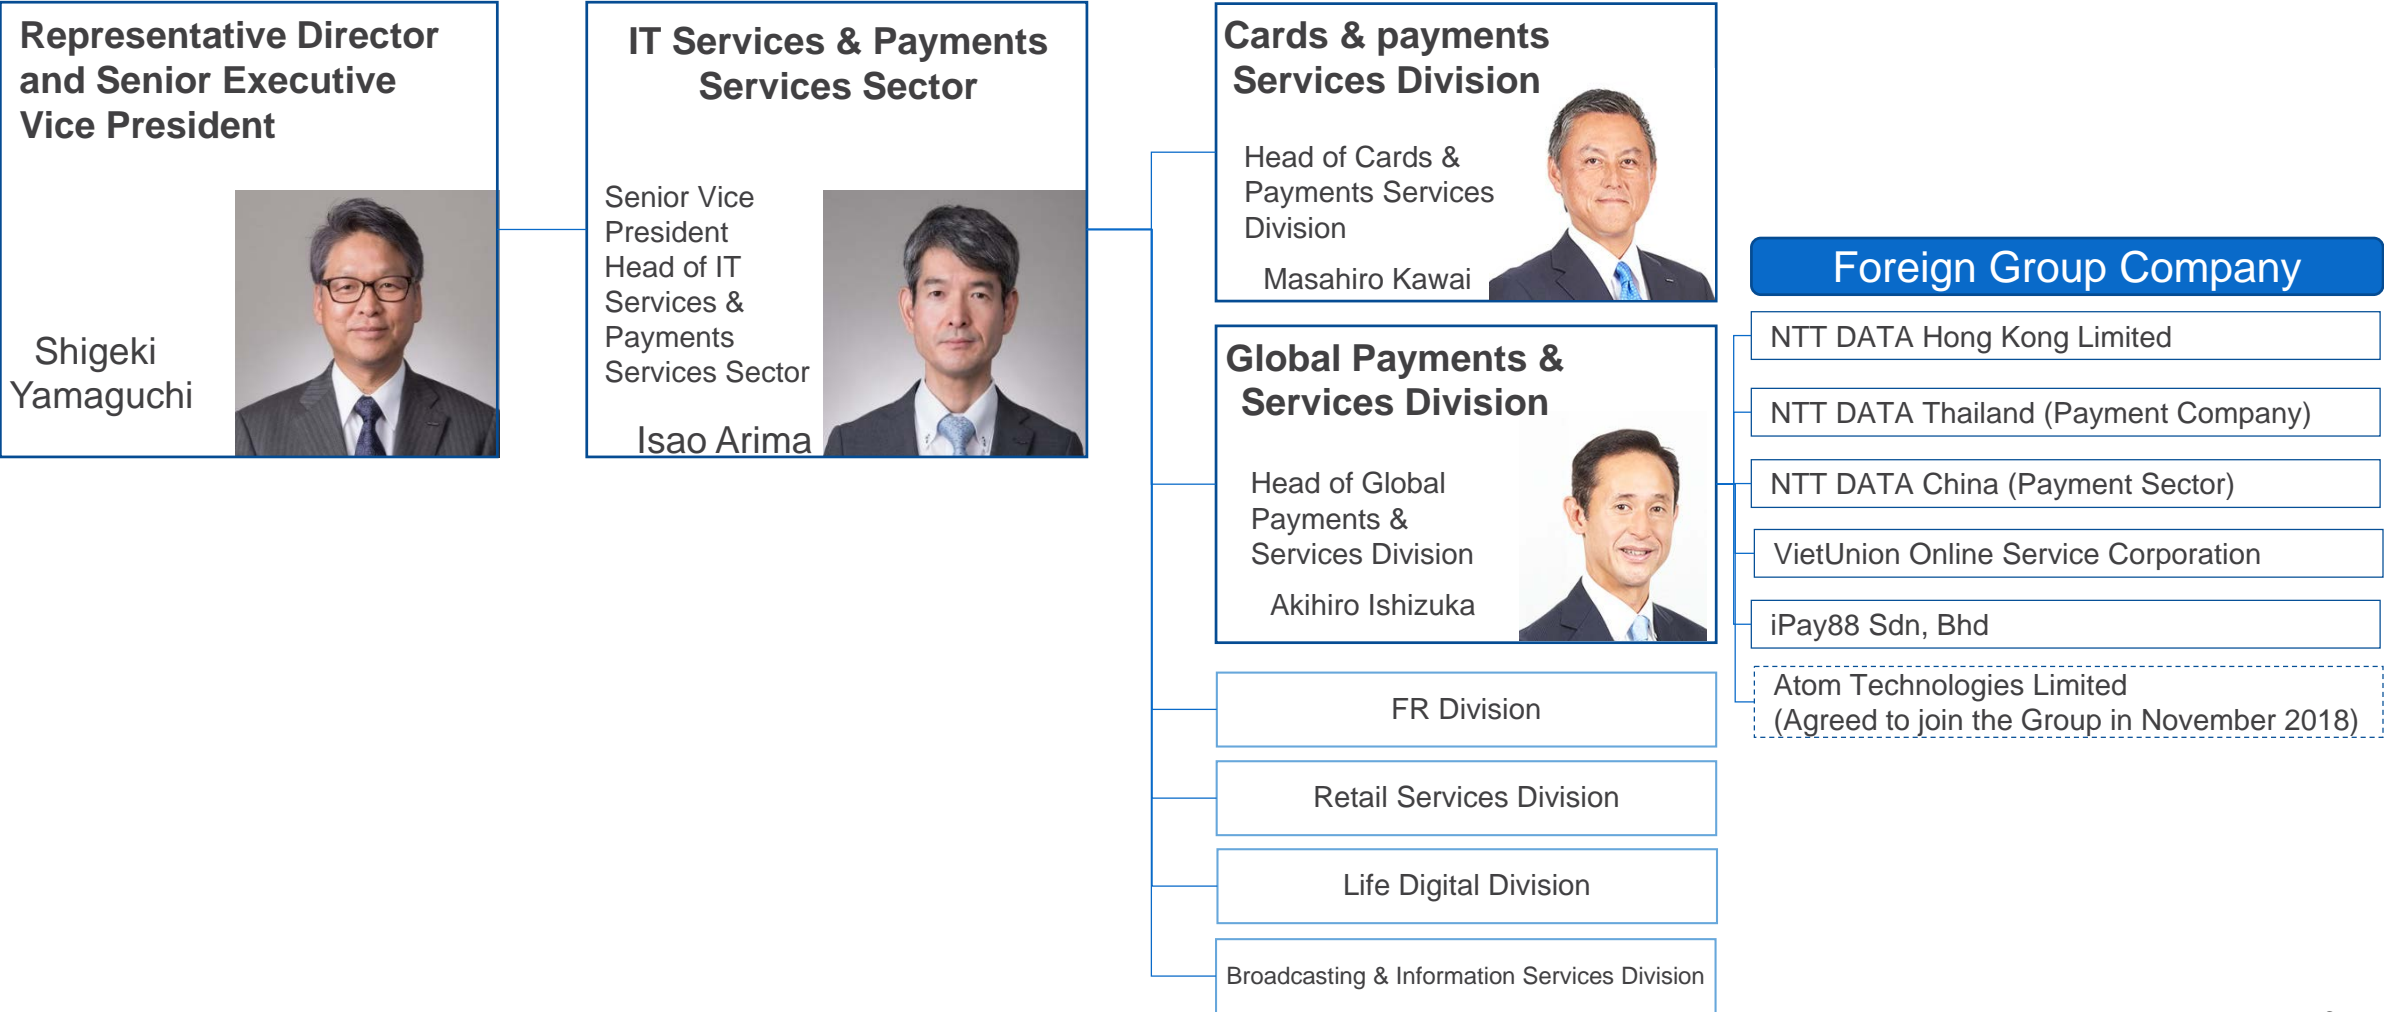 Representative Director
and Senior Executive
Vice President
Shigeki
Yamaguchi
IT Services & Payments
Services Sector
Senior Vice
President
Head of IT
Services &
Payments
Services Sector
Isao Arima
Cards & payments
Services Division
Head of Cards &
Payments Services
Division
Masahiro Kawai
Global Payments &
Services Division
Head of Global
Payments &
Services Division
Akihiro Ishizuka
FR Division
Retail Services Division
Life Digital Division
Broadcasting & Information Services Division
Foreign Group Company
NTT DATA Hong Kong Limited
NTT DATA Thailand (Payment Company)
NTT DATA China (Payment Sector)
VietUnion Online Service Corporation
iPay88 Sdn, Bhd
Atom Technologies Limited
(Agreed to join the Group in November 2018)